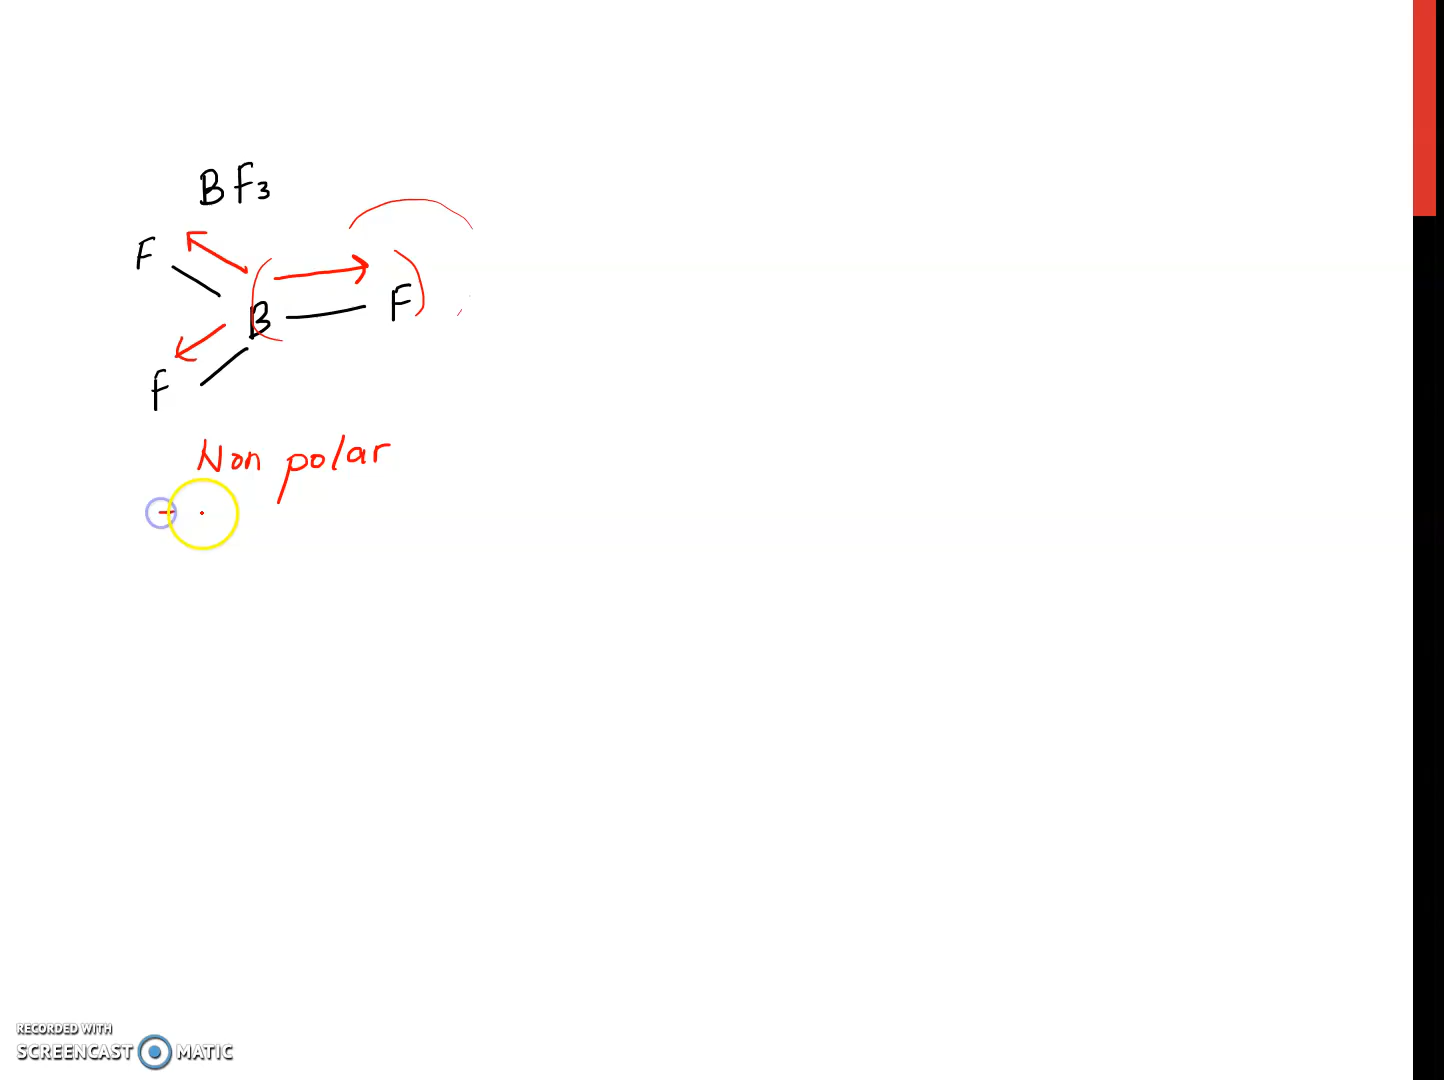 BF3
F
B F
F
Non polar
RECORDED WITH
SCREENCAST MATIC